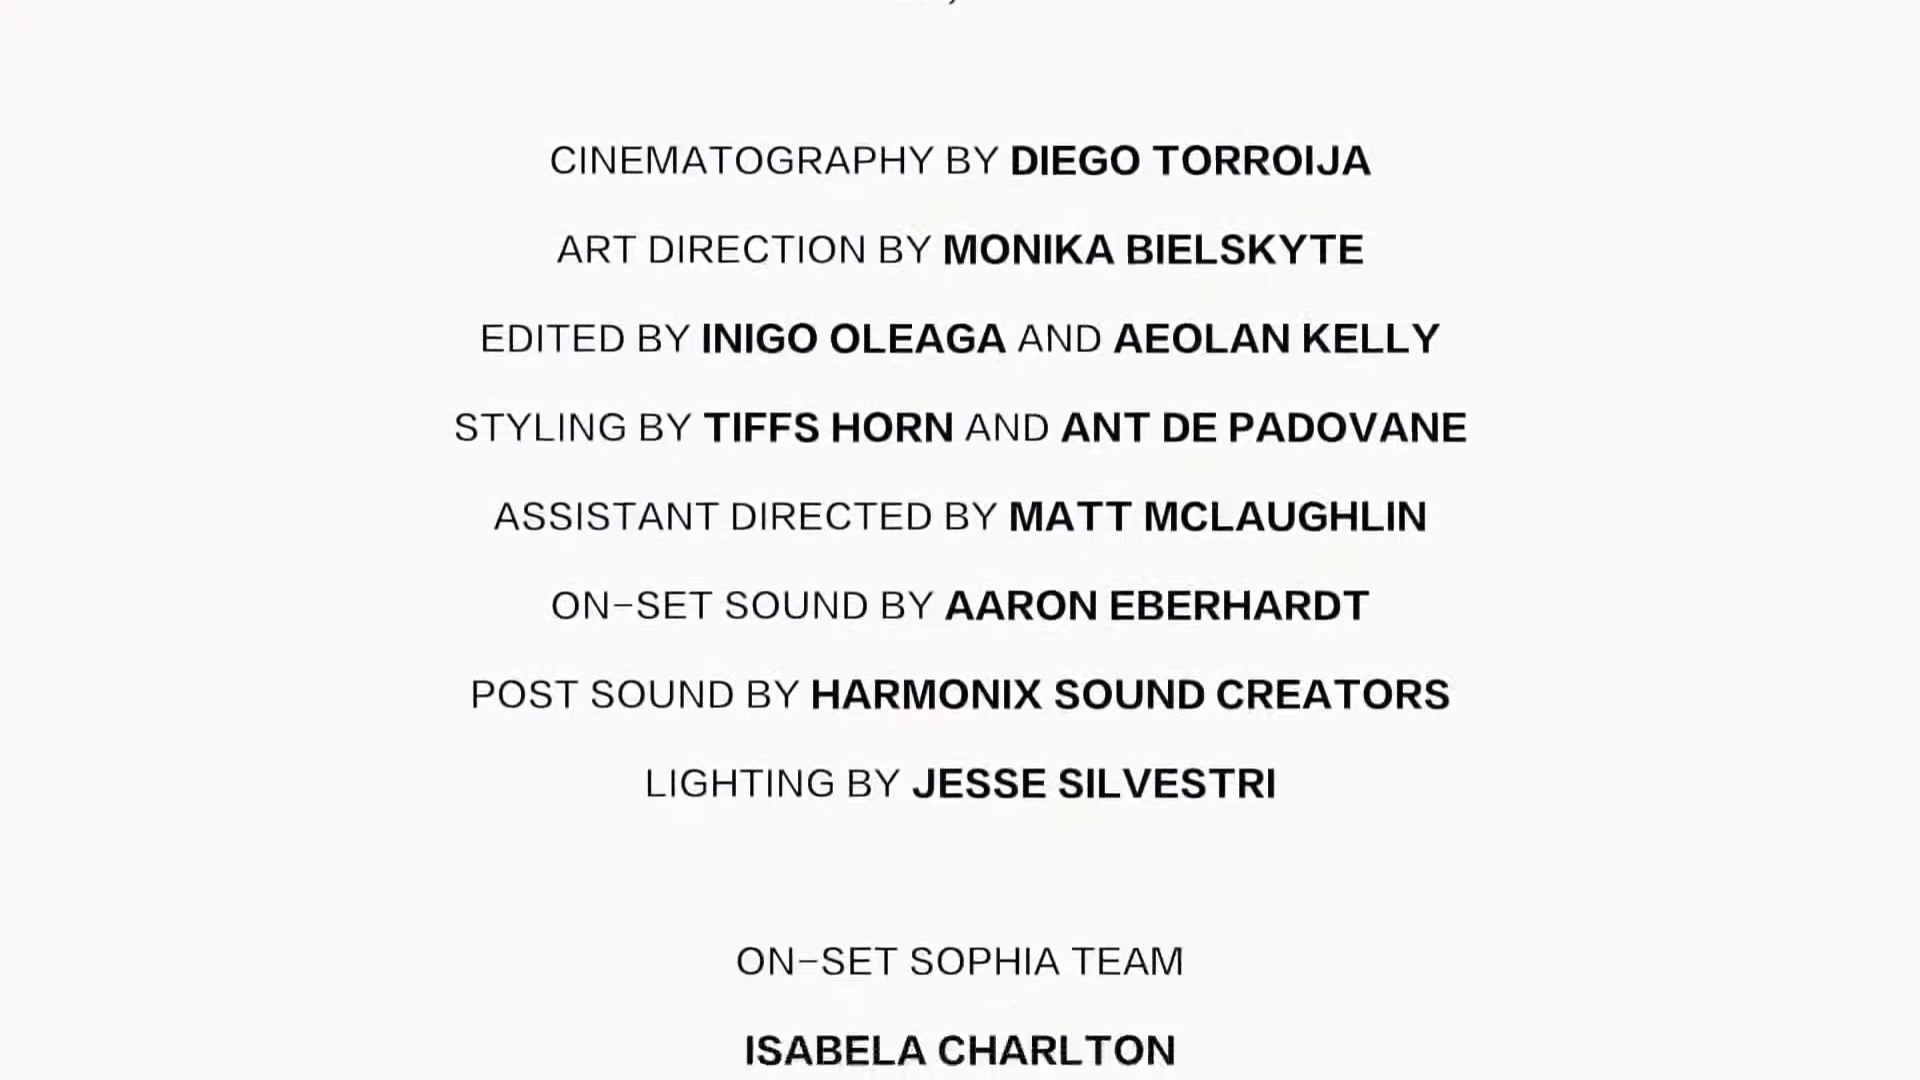 CINEMATOGRAPHY BY DIEGO TORROIJA
ART DIRECTION BY MONIKA BIELSKYTE
EDITED BY INIGO OLEAGA AND AEOLAN KELLY
STYLING BY TIFFS HORN AND ANT DE PADOVANE
ASSISTANT DIRECTED BY MATT MCLAUGHLIN
ON-SET SOUND BY AARON EBERHARDT
POST SOUND BY HARMONIX SOUND CREATORS
LIGHTING BY JESSE SILVESTRI
ON-SET SOPHIA TEAM
ISABELA CHARLTON